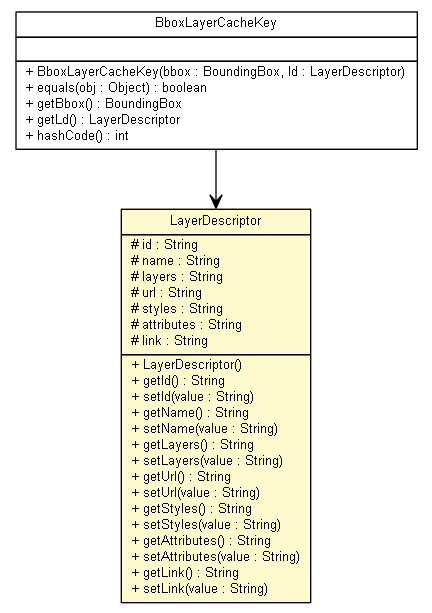 BboxLayerCacheKey
+ BboxLayerCacheKey(bbox : BoundingBox, ld : LayerDescriptor)
+ equals(obj : Object) : boolean
+ getBbox() : BoundingBox
+ getLd() : LayerDescriptor
+ hashCode() : int
LayerDescriptor
# id : String
# name : String
# layers : String
# url : String
# styles : String
# attributes : String
# link : String
+ LayerDescriptor()
+ getId() : String
+ setId(value : String)
+ getName() : String
+ setName(value : String)
+ getLayers() : String
+ setLayers(value : String)
+ getUrl() : String
+ setUrl(value : String)
+ getStyles() : String
+ setStyles(value : String)
+ getAttributes() : String
+ setAttributes(value : String)
+ getLink() : String
+ setLink(value : String)